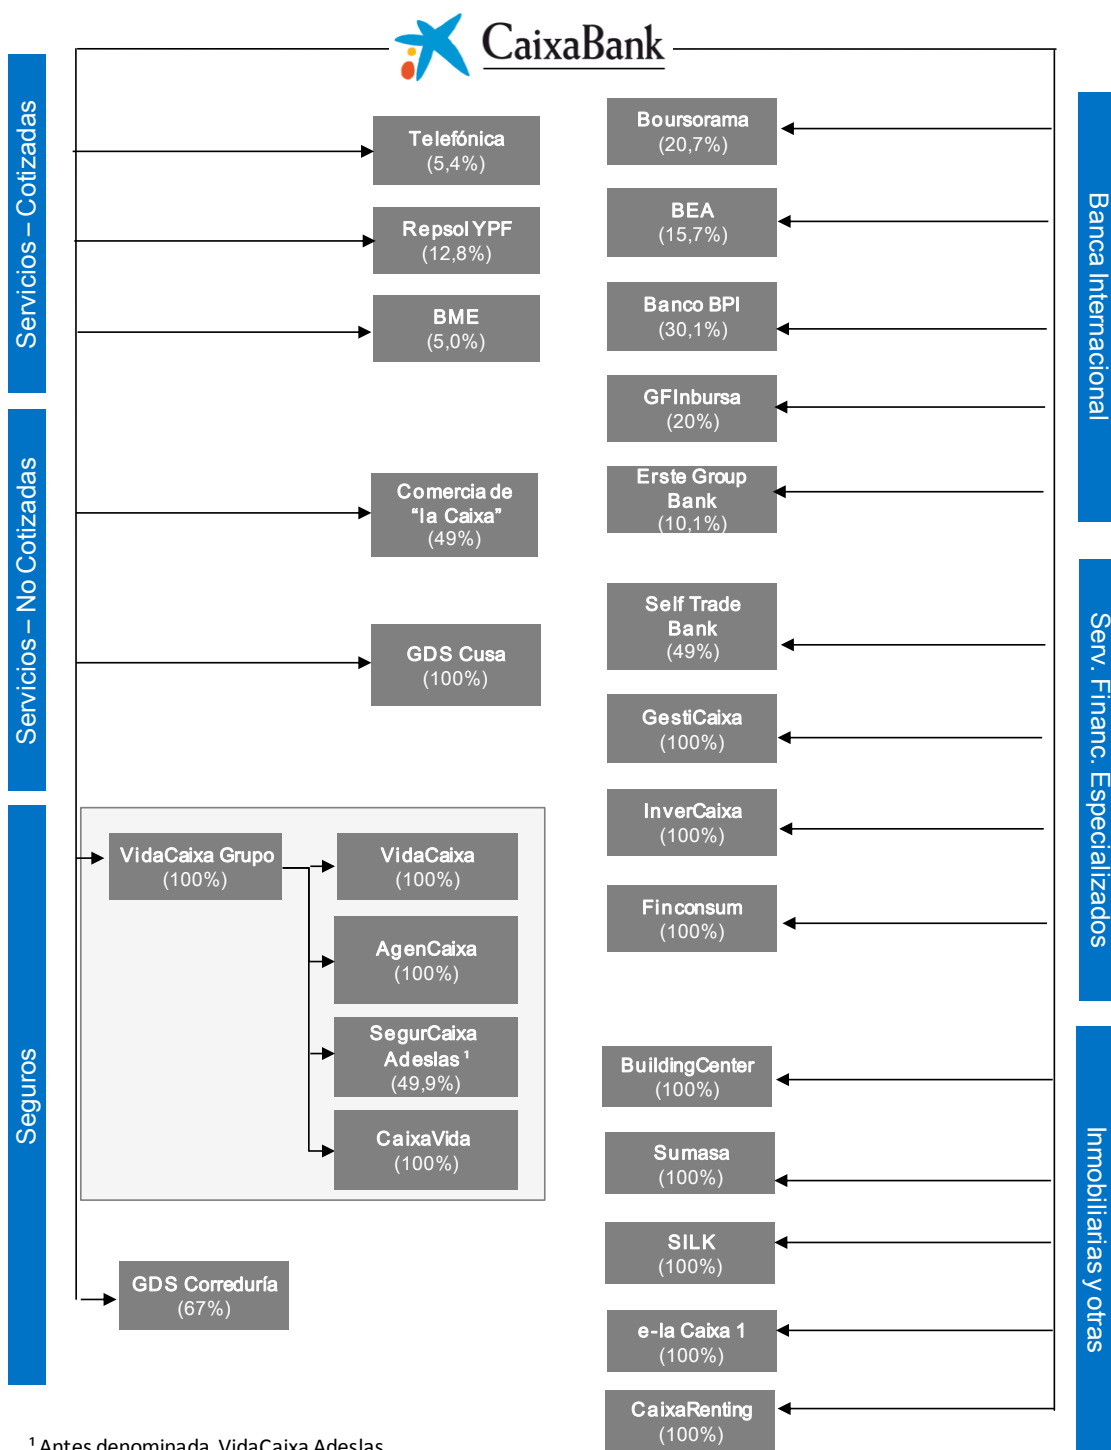 CaixaBank
Servicios – Cotizadas
Telefónica
(5,4%)
Repsol YPF
(12,8%)
BME
(5,0%)
Servicios – No Cotizadas
Comercia de
“la Caixa”
(49%)
GDS Cusa
(100%)
Seguros
VidaCaixa Grupo
(100%)
VidaCaixa
(100%)
AgenCaixa
(100%)
SegurCaixa
Adeslas ¹
(49,9%)
CaixaVida
(100%)
GDS Correduría
(67%)
Banca Internacional
Boursorama
(20,7%)
BEA
(15,7%)
Banco BPI
(30,1%)
GFInbursa
(20%)
Erste Group
Bank
(10,1%)
Serv. Financ. Especializados
Self Trade
Bank
(49%)
GestiCaixa
(100%)
InverCaixa
(100%)
Finconsum
(100%)
Inmobiliarias y otras
BuildingCenter
(100%)
Sumasa
(100%)
SILK
(100%)
e-la Caixa 1
(100%)
CaixaRenting
(100%)
¹ Antes denominada VidaCaixa Adeslas